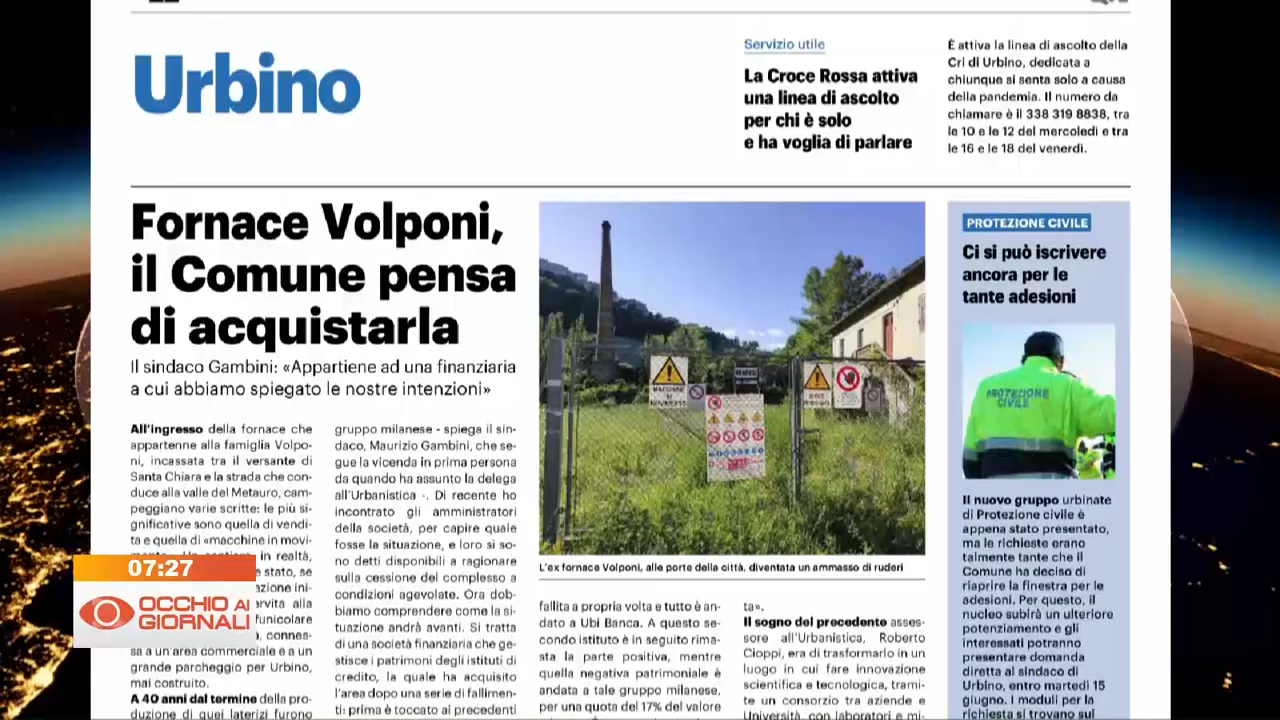 Urbino
Servizio utile
La Croce Rossa attiva
una linea di ascolto
per chi è solo
e ha voglia di parlare
È attiva la linea di ascolto della
Cri di Urbino, dedicata a
chiunque si senta solo a causa
della pandemia. Il numero da
chiamare è il 338 319 8838, tra
le 10 e le 12 del mercoledì e tra
le 16 e le 18 del venerdì.
Fornace Volponi,
il Comune pensa
di acquistarla
Il sindaco Gambini: «Appartiene ad una finanziaria
a cui abbiamo spiegato le nostre intenzioni»
All'ingresso della fornace che
appartenne alla famiglia Volpo-
ni, incassata tra il versante di
Santa Chiara e la strada che con-
duce alla valle del Metauro, cam-
peggiano varie scritte: le più si-
gnificative sono quella di vendi-
ta e quella di «macchine in movi-
in realtà,
e stato, se
azione ini-
ervita alla
funicolare
, connes-
sa a un'area commerciale e a un
grande parcheggio per Urbino,
mai costruito.
A 40 anni dal termine della pro-
duzione di quei laterizi furono
gruppo milanese - spiega il sin-
daco, Maurizio Gambini, che se-
gue la vicenda in prima persona
da quando ha assunto la delega
all'Urbanistica -. Di recente ho
incontrato gli amministratori
della società, per capire quale
fosse la situazione, e loro si so-
no detti disponibili a ragionare
sulla cessione del complesso a
condizioni agevolate. Ora dob-
biamo comprendere come la si-
tuazione andrà avanti. Si tratta
di una società finanziaria che ge-
stisce i patrimoni degli istituti di
credito, la quale ha acquisito
l'area dopo una serie di fallimen-
ti: prima è toccato ai precedenti
L'ex fornace Volponi, alle porte della città, diventata un ammasso di ruderi
fallita a propria volta e tutto è an-
dato a Ubi Banca. A questo se-
condo istituto è in seguito rima-
sta la parte positiva, mentre
quella negativa patrimoniale è
andata a tale gruppo milanese,
per una quota del 17% del valore
ta».
Il sogno del precedente asses-
sore all'Urbanistica, Roberto
Cioppi, era di trasformarlo in un
luogo in cui fare innovazione
scientifica e tecnologica, trami-
te un consorzio tra aziende e
Università, con laboratori e mi-
PROTEZIONE CIVILE
Ci si può iscrivere
ancora per le
tante adesioni
PROTEZIONE
CIVILE
Il nuovo gruppo urbinate
di Protezione civile è
appena stato presentato,
ma le richieste erano
talmente tante che il
Comune ha deciso di
riaprire la finestra per le
adesioni. Per questo, il
nucleo subirà un ulteriore
potenziamento e gli
interessati potranno
presentare domanda
diretta al sindaco di
Urbino, entro martedì 15
giugno. I moduli per la
richiesta si trovano sul
07:27
OCCHIO AI
GIORNALI